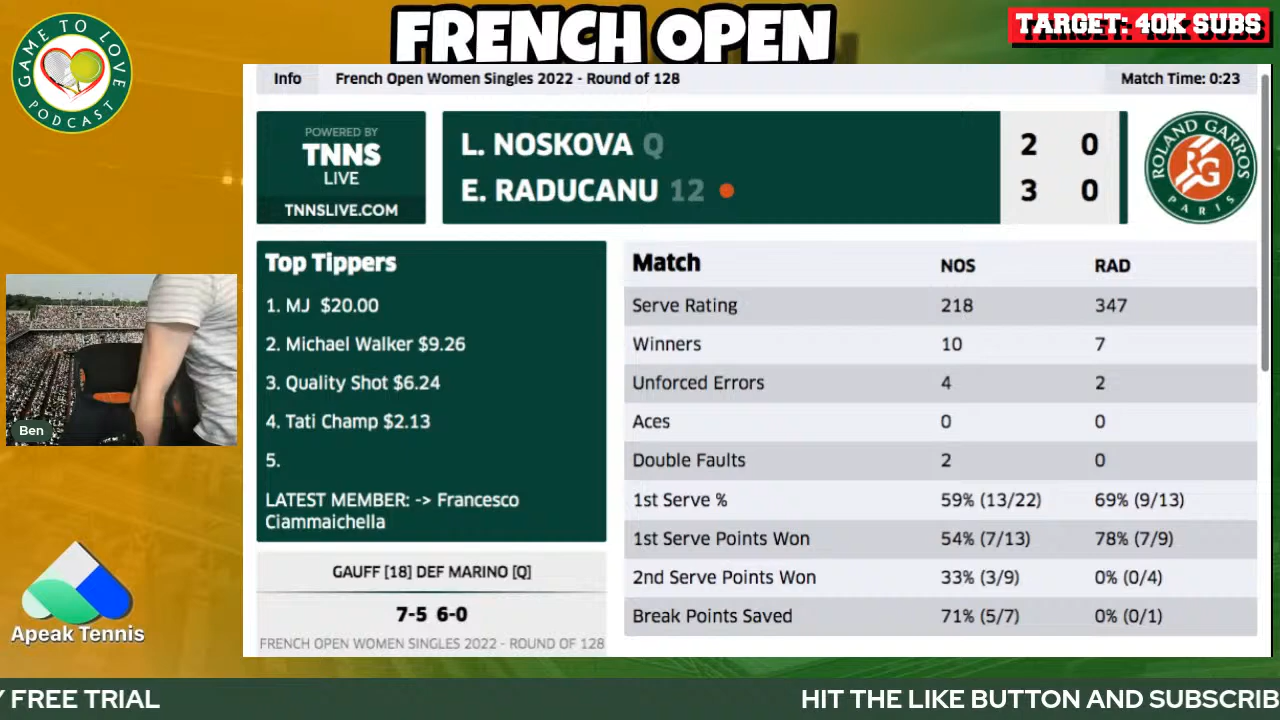 GAME TO LOVE
PODCAST
FRENCH OPEN
TARGET: 40K SUBS
Info
French Open Women Singles 2022 - Round of 128
Match Time: 0:23
POWERED BY
TNNS
LIVE
TNNSLIVE.COM
L. NOSKOVA Q 2 0
E. RADUCANU 12 3 0
ROLAND GARROS
RG
PARIS
Top Tippers
1. MJ $20.00
2. Michael Walker $9.26
3. Quality Shot $6.24
4. Tati Champ $2.13
5.
LATEST MEMBER: -> Francesco
Ciammaichella
GAUFF [18] DEF MARINO [Q]
7-5 6-0
FRENCH OPEN WOMEN SINGLES 2022 - ROUND OF 128
Match NOS RAD
Serve Rating 218 347
Winners 10 7
Unforced Errors 4 2
Aces 0 0
Double Faults 2 0
1st Serve % 59% (13/22) 69% (9/13)
1st Serve Points Won 54% (7/13) 78% (7/9)
2nd Serve Points Won 33% (3/9) 0% (0/4)
Break Points Saved 71% (5/7) 0% (0/1)
Ben
Apeak Tennis
FREE TRIAL
HIT THE LIKE BUTTON AND SUBSCRIB